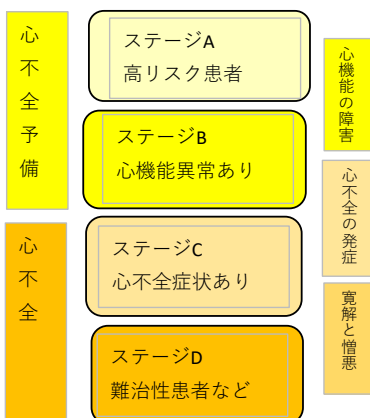 心不全予備
ステージA
高リスク患者
心機能の障害
ステージB
心機能異常あり
心不全の発症
心不全
ステージC
心不全症状あり
寛解と憎悪
ステージD
難治性患者など